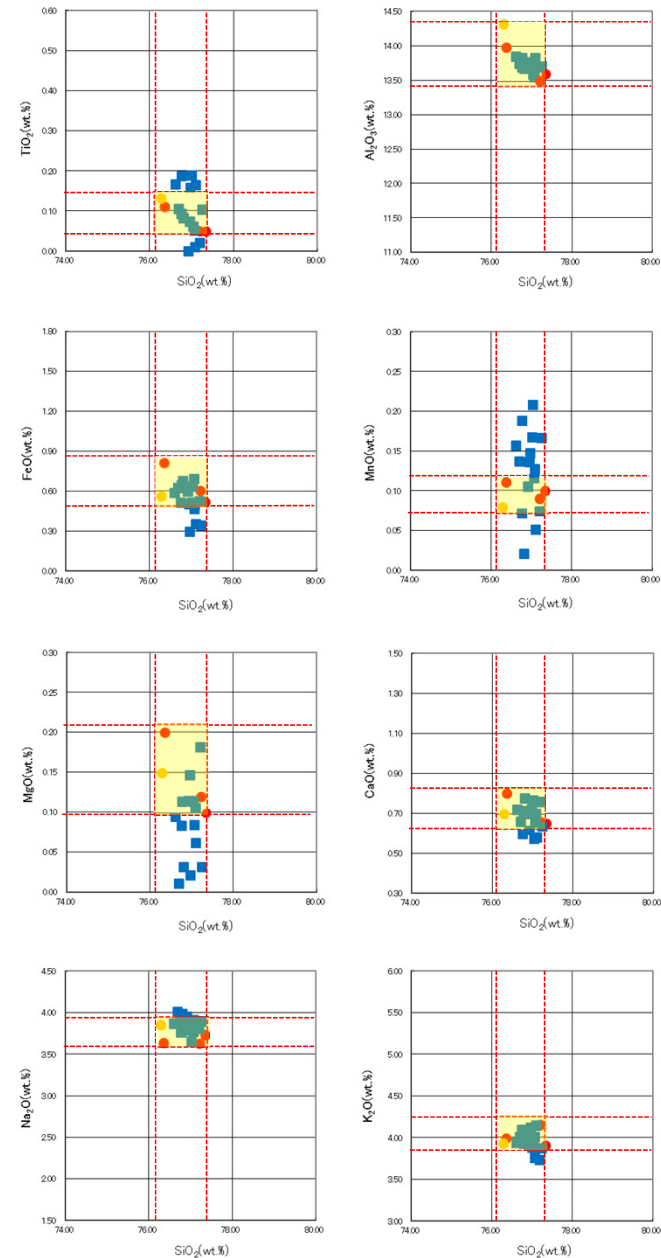 TiO₂(wt.%)
0.60
0.50
0.40
0.30
0.20
0.10
0.00
74.00 76.00 78.00 80.00
SiO₂(wt.%)
Al₂O₃(wt.%)
14.50
14.00
13.50
13.00
12.50
12.00
11.50
11.00
74.00 76.00 78.00 80.00
SiO₂(wt.%)
FeO(wt.%)
1.80
1.50
1.20
0.90
0.60
0.30
0.00
74.00 76.00 78.00 80.00
SiO₂(wt.%)
MnO(wt.%)
0.30
0.25
0.20
0.15
0.10
0.05
0.00
74.00 76.00 78.00 80.00
SiO₂(wt.%)
MgO(wt.%)
0.30
0.25
0.20
0.15
0.10
0.05
0.00
74.00 76.00 78.00 80.00
SiO₂(wt.%)
CaO(wt.%)
1.50
1.30
1.10
0.90
0.70
0.50
0.30
74.00 76.00 78.00 80.00
SiO₂(wt.%)
Na₂O(wt.%)
4.50
4.00
3.50
3.00
2.50
2.00
1.50
74.00 76.00 78.00 80.00
SiO₂(wt.%)
K₂O(wt.%)
6.00
5.50
5.00
4.50
4.00
3.50
3.00
74.00 76.00 78.00 80.00
SiO₂(wt.%)